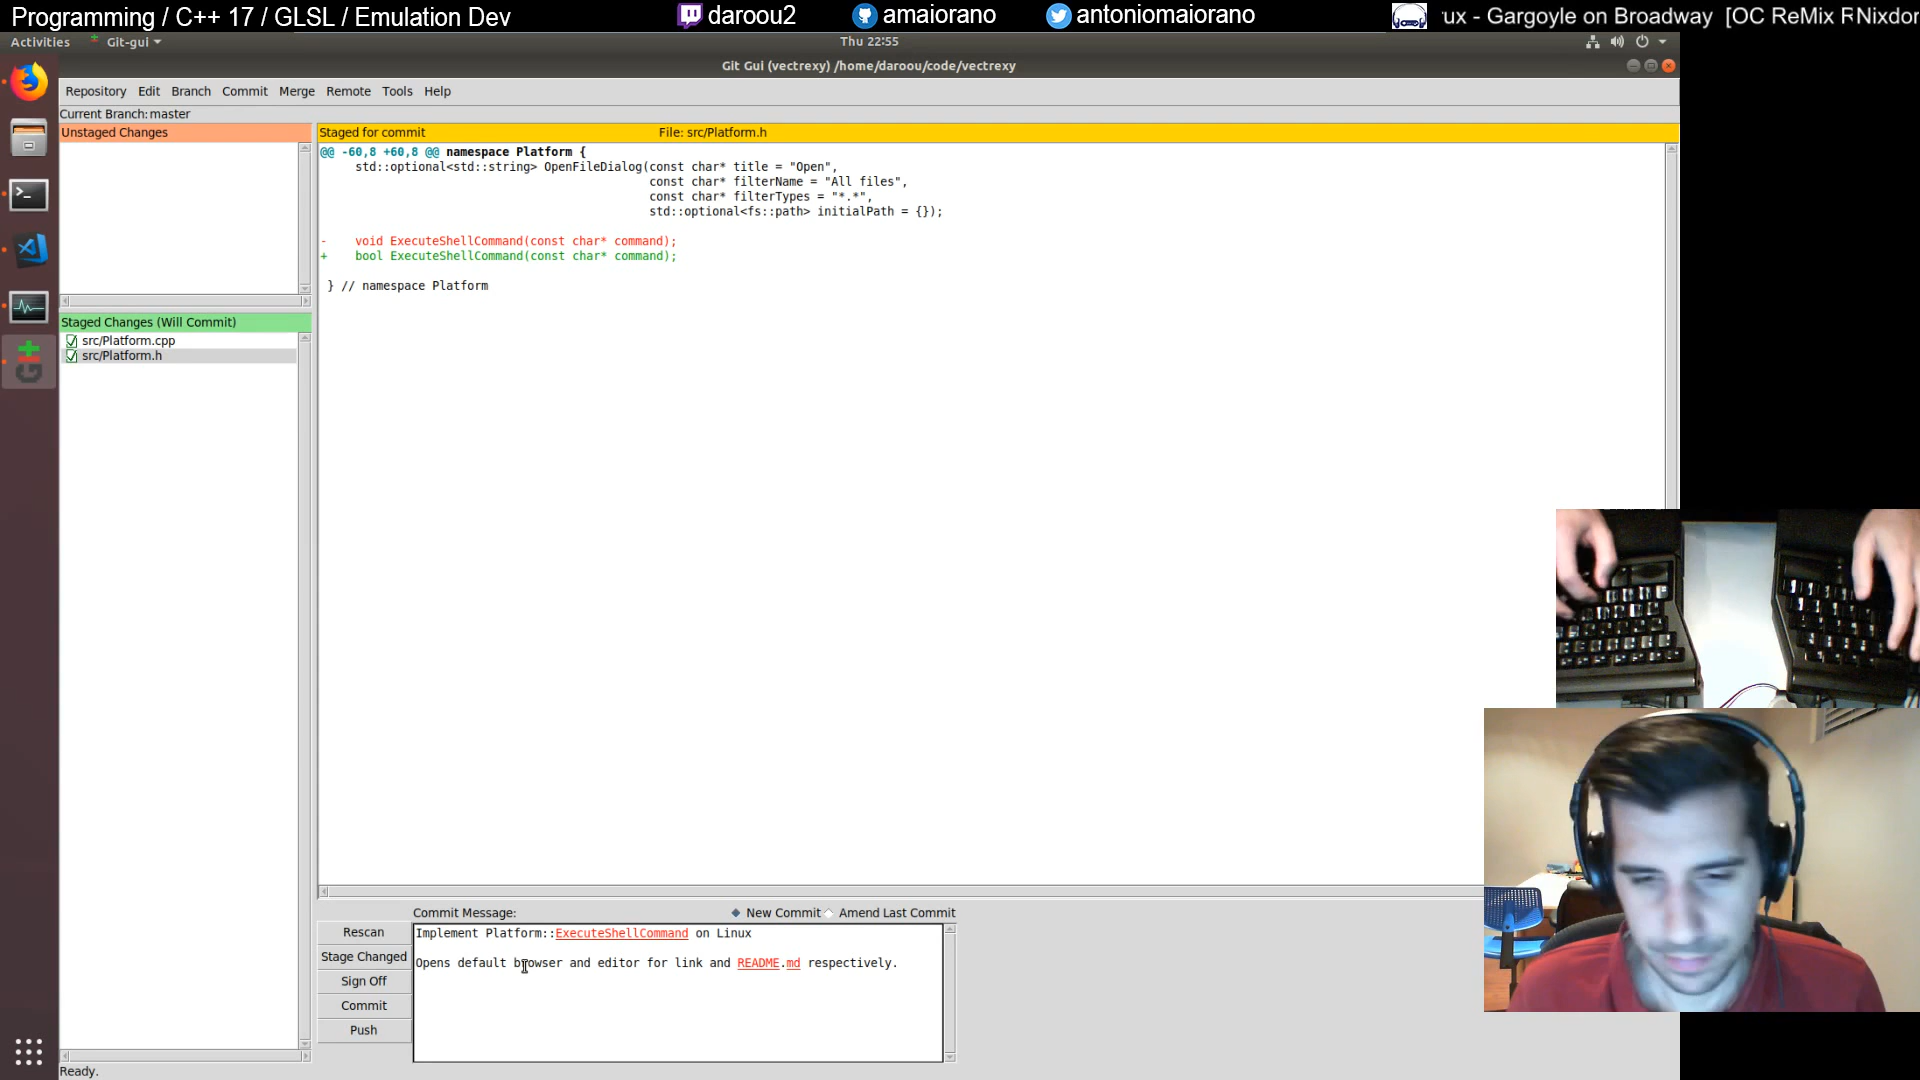 Programming / C++ 17 / GLSL / Emulation Dev
daroou2
amaiorano
antoniomaiorano
ux - Gargoyle on Broadway [OC ReMix R
Nixdor
Activities
Git-gui
Thu 22:55
Git Gui (vectrexy) /home/daroou/code/vectrexy
Repository Edit Branch Commit Merge Remote Tools Help
Current Branch: master
Unstaged Changes
Staged for commit File: src/Platform.h
@@ -60,8 +60,8 @@ namespace Platform {
std::optional<std::string> OpenFileDialog(const char* title = "Open",
const char* filterName = "All files",
const char* filterTypes = "*.*",
std::optional<fs::path> initialPath = {});
- void ExecuteShellCommand(const char* command);
+ bool ExecuteShellCommand(const char* command);
} // namespace Platform
Staged Changes (Will Commit)
src/Platform.cpp
src/Platform.h
Commit Message: New Commit Amend Last Commit
Rescan
Stage Changed
Sign Off
Commit
Push
Implement Platform::ExecuteShellCommand on Linux
Opens default browser and editor for link and README.md respectively.
Ready.